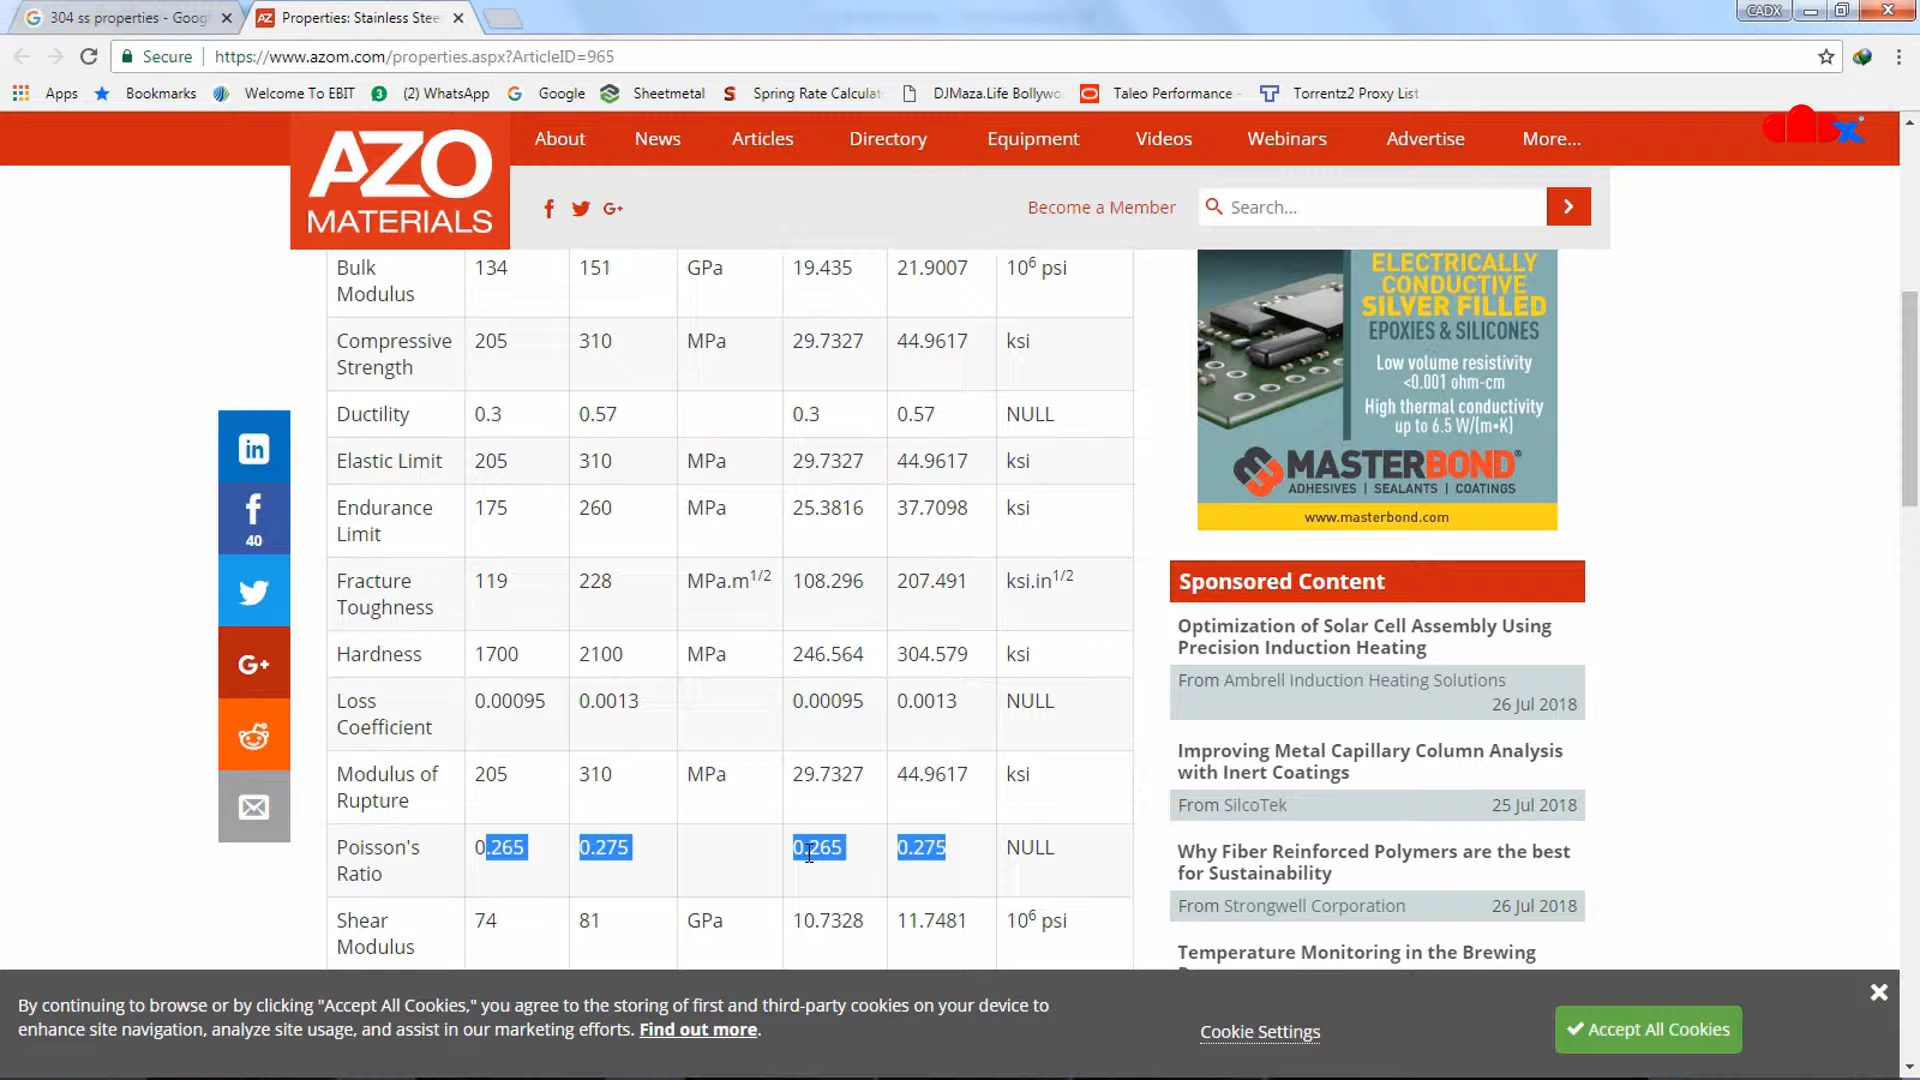 304 ss properties - Goog
Properties: Stainless Stee
CADX
Secure
https://www.azom.com/properties.aspx?ArticleID=965
Apps
Bookmarks
Welcome To EBIT
3
(2) WhatsApp
Google
Sheetmetal
Spring Rate Calculat
DJMaza.Life Bollywo
Taleo Performance -
Torrentz2 Proxy List
AZO
MATERIALS
About News Articles Directory Equipment Videos Webinars Advertise More...
Become a Member
Search...
Bulk Modulus 134 151 GPa 19.435 21.9007 10⁶ psi
Compressive Strength 205 310 MPa 29.7327 44.9617 ksi
Ductility 0.3 0.57 0.3 0.57 NULL
Elastic Limit 205 310 MPa 29.7327 44.9617 ksi
Endurance Limit 175 260 MPa 25.3816 37.7098 ksi
Fracture Toughness 119 228 MPa.m¹/² 108.296 207.491 ksi.in¹/²
Hardness 1700 2100 MPa 246.564 304.579 ksi
Loss Coefficient 0.00095 0.0013 0.00095 0.0013 NULL
Modulus of Rupture 205 310 MPa 29.7327 44.9617 ksi
Poisson's Ratio 0.265 0.275 0.265 0.275 NULL
Shear Modulus 74 81 GPa 10.7328 11.7481 10⁶ psi
in
f
40
G+
ELECTRICALLY
CONDUCTIVE
SILVER FILLED
EPOXIES & SILICONES
Low volume resistivity
<0.001 ohm-cm
High thermal conductivity
up to 6.5 W/(m•K)
MASTERBOND®
ADHESIVES | SEALANTS | COATINGS
www.masterbond.com
Sponsored Content
Optimization of Solar Cell Assembly Using
Precision Induction Heating
From Ambrell Induction Heating Solutions
26 Jul 2018
Improving Metal Capillary Column Analysis
with Inert Coatings
From SilcoTek 25 Jul 2018
Why Fiber Reinforced Polymers are the best
for Sustainability
From Strongwell Corporation 26 Jul 2018
Temperature Monitoring in the Brewing
By continuing to browse or by clicking "Accept All Cookies," you agree to the storing of first and third-party cookies on your device to
enhance site navigation, analyze site usage, and assist in our marketing efforts. Find out more.
Cookie Settings
Accept All Cookies